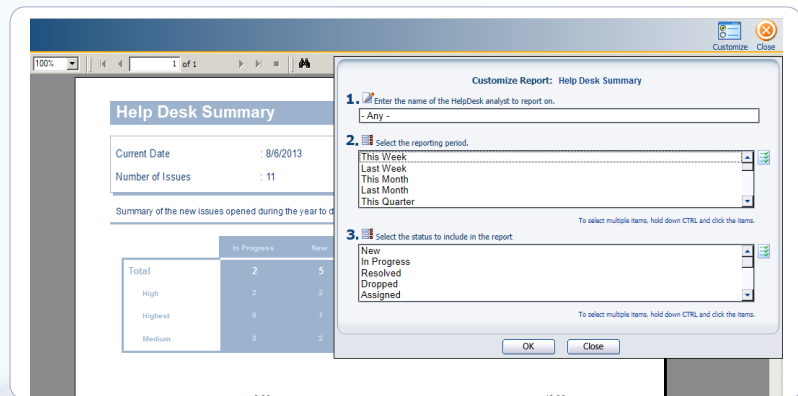 Customize Close
100% 1 of 1
Help Desk Summary
Current Date : 8/6/2013
Number of Issues : 11
Summary of the new issues opened during the year to d
In Progress New
Total 2 5
High 2 2
Highest 0 1
Medium 0 2
Customize Report: Help Desk Summary
1. Enter the name of the HelpDesk analyst to report on.
- Any -
2. Select the reporting period.
This Week
Last Week
This Month
Last Month
This Quarter
To select multiple items, hold down CTRL and click the items.
3. Select the status to include in the report
New
In Progress
Resolved
Dropped
Assigned
To select multiple items, hold down CTRL and click the items.
OK Close